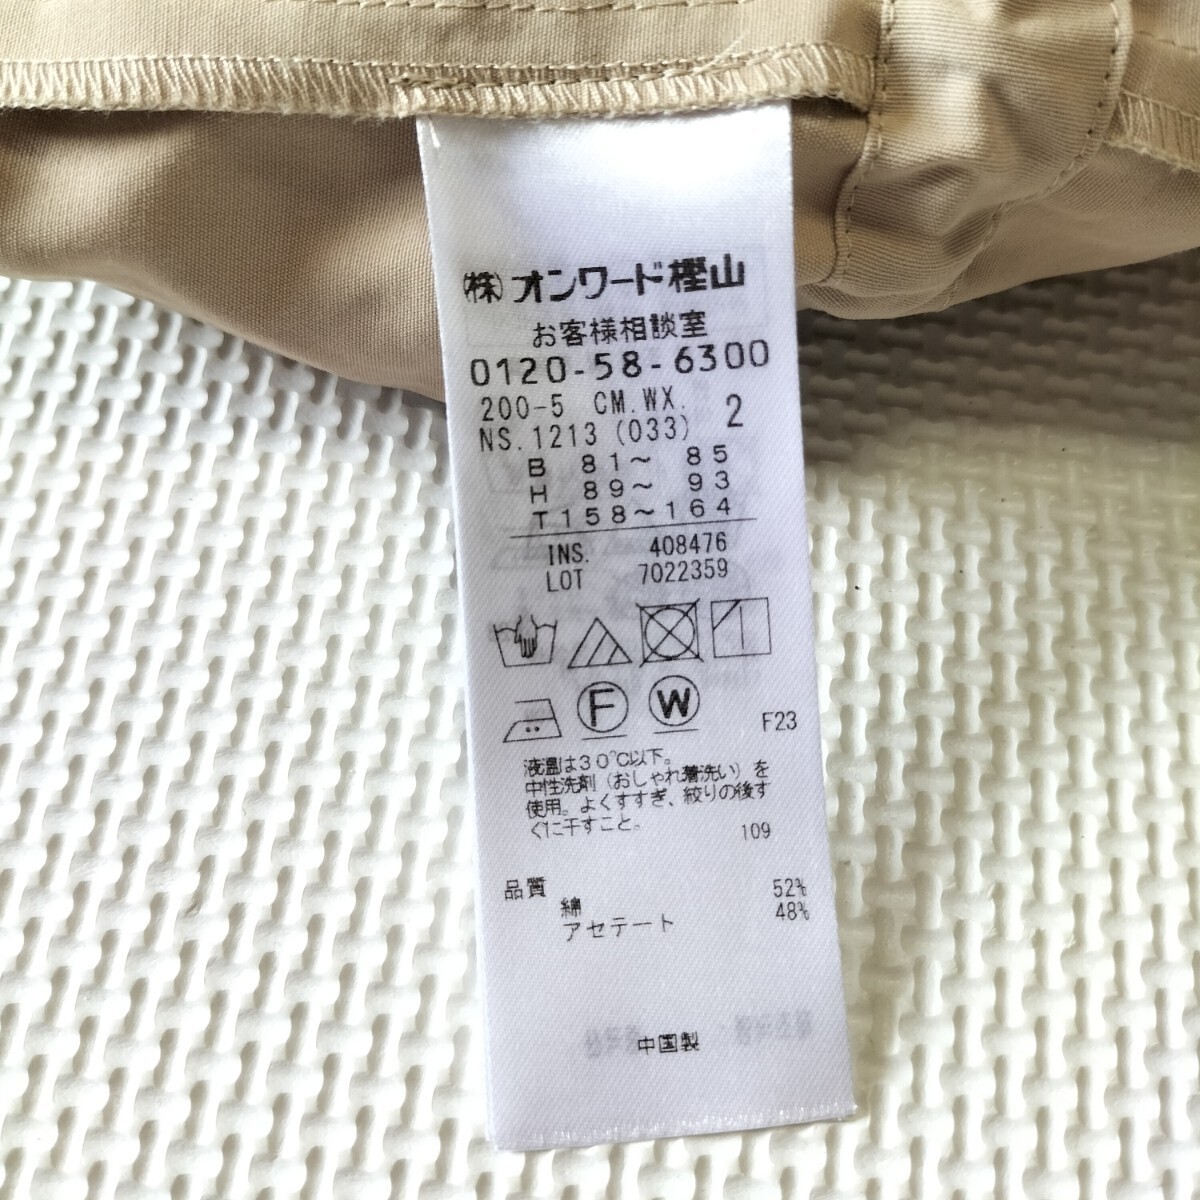 (株)オンワード樫山
お客様相談室
0120-58-6300
200-5 CM.WX. 2
NS.1213 (033)
B 81～ 85
H 89～ 93
T158～164
INS. 408476
LOT 7022359
F W
F23
液温は30℃以下。
中性洗剤（おしゃれ着洗い）を
使用。よくすすぎ、絞りの後す
ぐに干すこと。
109
品質
綿 52%
アセテート 48%
中国製